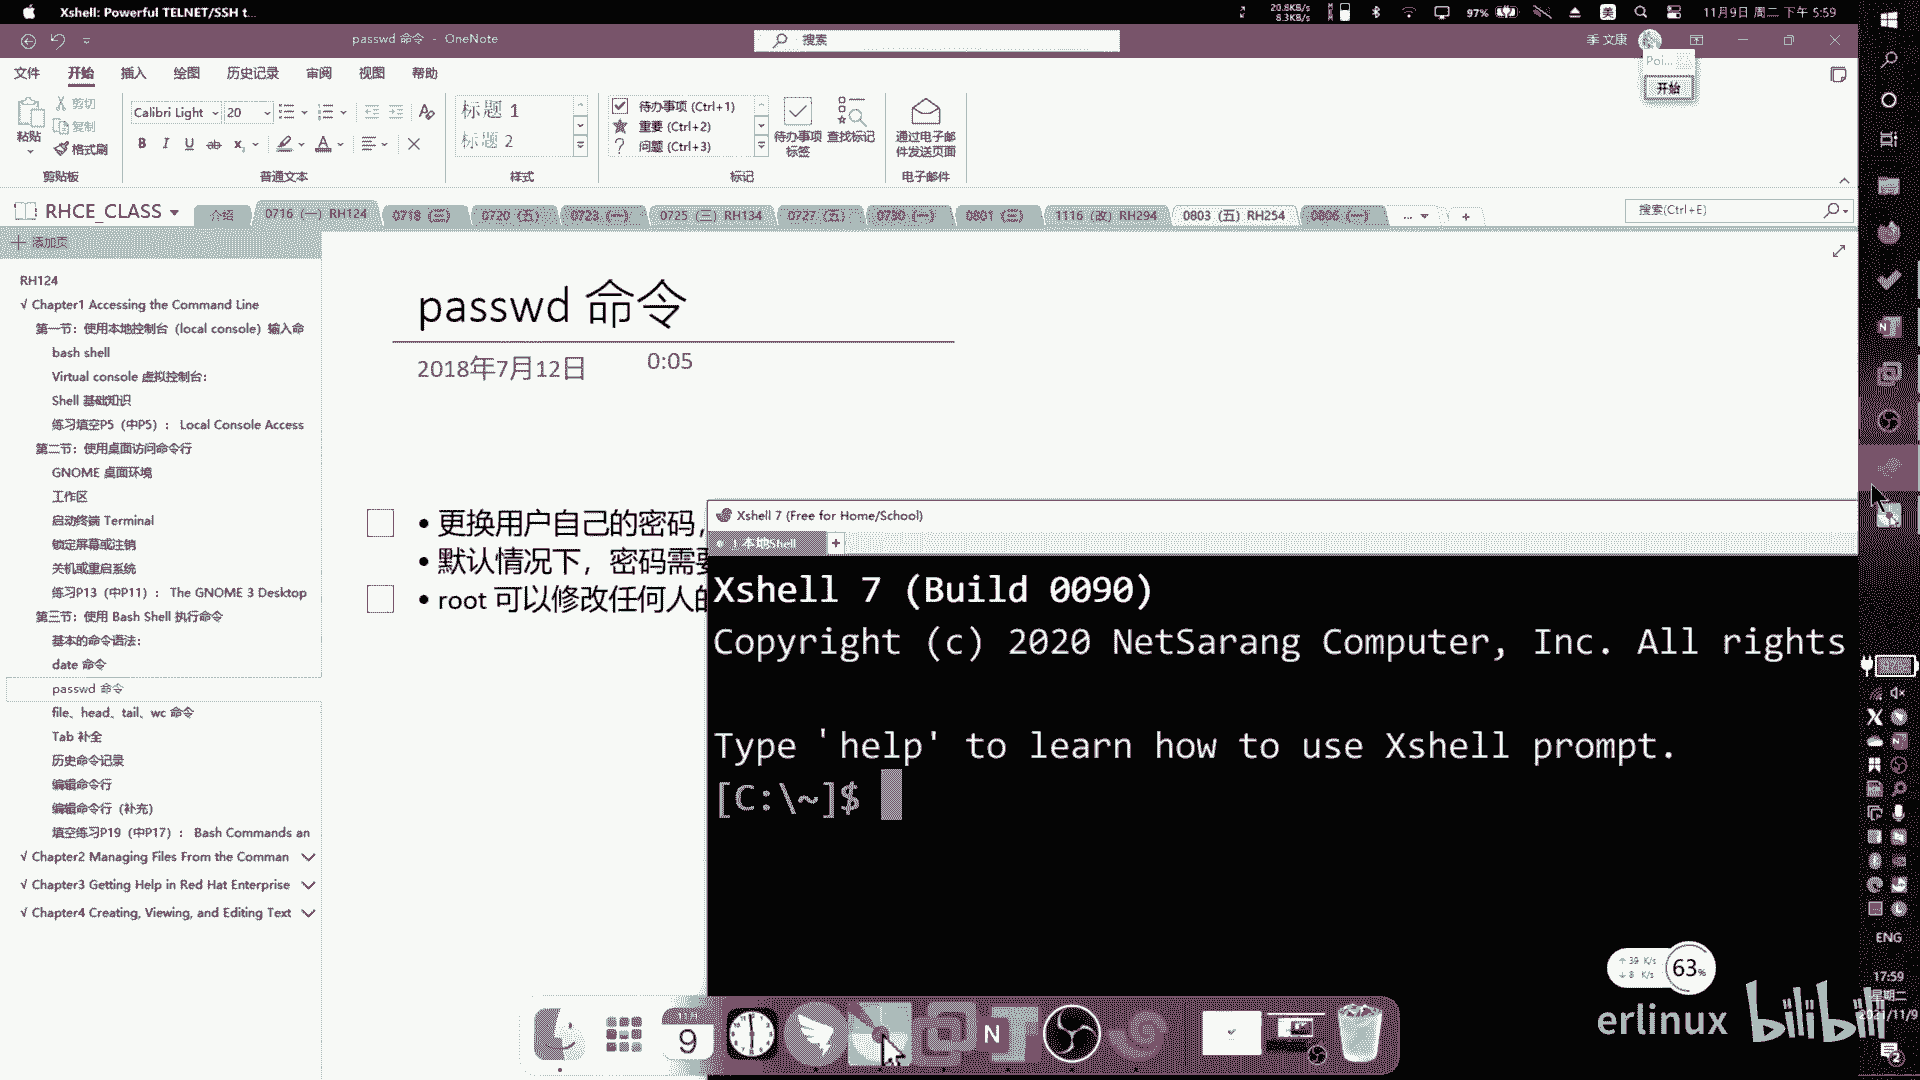 Xshell: Powerful TELNET/SSH t...
20.8KB/s
8.3KB/s
97%
美
11月9日 周二 下午 5:59
passwd 命令 - OneNote
搜索
季 文康
文件 开始 插入 绘图 历史记录 审阅 视图 帮助
Poi...
开始
粘贴
剪切
复制
格式刷
剪贴板
Calibri Light 20
B I U ab x
A
普通文本
标题 1
标题 2
样式
待办事项 (Ctrl+1)
重要 (Ctrl+2)
问题 (Ctrl+3)
待办事项标签
查找标记
标记
通过电子邮件发送页面
电子邮件
RHCE_CLASS
介绍 0716 (一) RH124 0718 (三) 0720 (五) 0723 (一) 0725 (三) RH134 0727 (五) 0730 (一) 0801 (三) 1116 (改) RH294 0803 (五) RH254 0806 (一) ... +
搜索(Ctrl+E)
添加页
RH124
√ Chapter1 Accessing the Command Line
第一节：使用本地控制台（local console）输入命
bash shell
Virtual console 虚拟控制台：
Shell 基础知识
练习填空P5（中P5）： Local Console Access
第二节：使用桌面访问命令行
GNOME 桌面环境
工作区
启动终端 Terminal
锁定屏幕或注销
关机或重启系统
练习P13（中P11）： The GNOME 3 Desktop
第三节：使用 Bash Shell 执行命令
基本的命令语法：
date 命令
passwd 命令
file、head、tail、wc 命令
Tab 补全
历史命令记录
编辑命令行
编辑命令行（补充）
填空练习P19（中P17）： Bash Commands an
√ Chapter2 Managing Files From the Comman
√ Chapter3 Getting Help in Red Hat Enterprise
√ Chapter4 Creating, Viewing, and Editing Text
passwd 命令
2018年7月12日 0:05
• 更换用户自己的密码，
• 默认情况下，密码需要
• root 可以修改任何人的
Xshell 7 (Free for Home/School)
1 本地Shell +
Xshell 7 (Build 0090)
Copyright (c) 2020 NetSarang Computer, Inc. All rights
Type `help' to learn how to use Xshell prompt.
[C:\~]$
39 K/s
8 K/s
63%
erlinux
bilibili
11月
9
N
ENG
17:59
星期二
2021/11/9
2